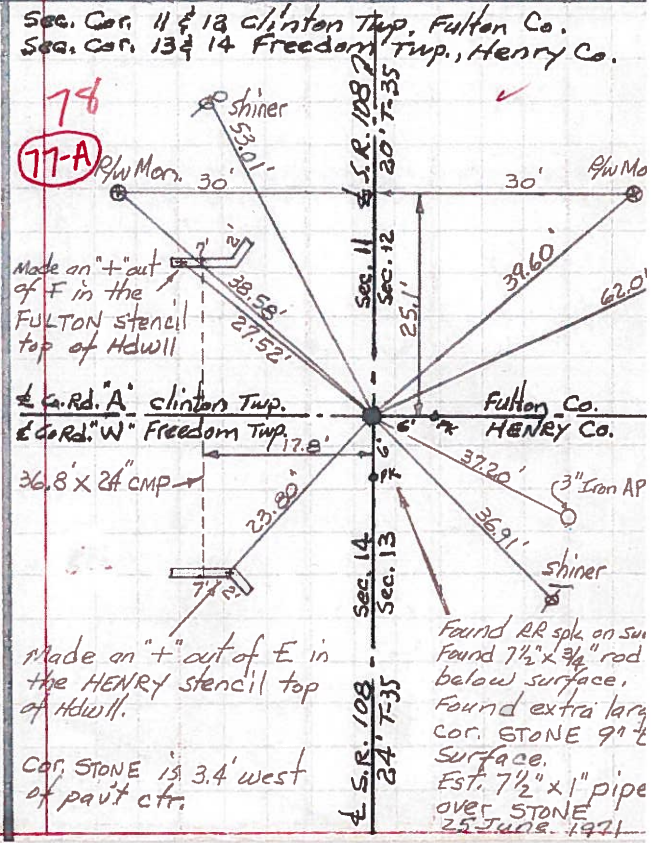 Sec. Cor. 11 & 12 Clinton Twp., Fulton Co.
Sec. Cor. 13 & 14 Freedom Twp., Henry Co.
78
77-A
shiner
53.01'
℄ S.R. 108
20' T-35
R/W Mon.
30'
30'
R/W Mo
7' 2'
Sec. 11
Sec. 12
25.1'
39.60'
62.0'
Made an "+" out
of F in the
FULTON stencil
top of Hdwll
38.58'
27.52'
℄ Co.Rd. "A" Clinton Twp.
Fulton Co.
℄ Co.Rd. "W" Freedom Twp.
6' PK
HENRY Co.
17.8'
6'
PK
36.8' x 24" CMP
37.20'
3" Iron AP
23.80'
36.91'
shiner
7' 2'
Sec. 14
Sec. 13
Made an "+" out of E in
the HENRY stencil top
of Hdwll.
Cor. STONE is 3.4' west
of pav't ctr.
℄ S.R. 108
24' T-35
Found RR spk. on su
Found 7½" x ¾" rod
below surface.
Found extra larg
cor. STONE 9"
surface.
Est. 7½" x 1" pipe
over STONE
25 June 1971